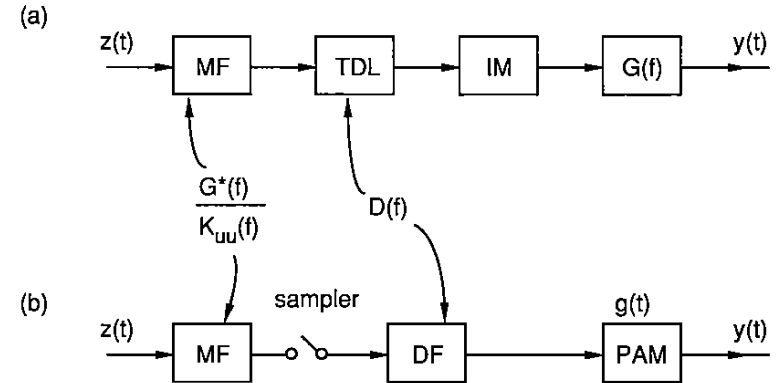 (a)
z(t)
MF
TDL
IM
G(f)
y(t)
G*(f)
K_uu(f)
D(f)
(b)
sampler
g(t)
z(t)
MF
DF
PAM
y(t)